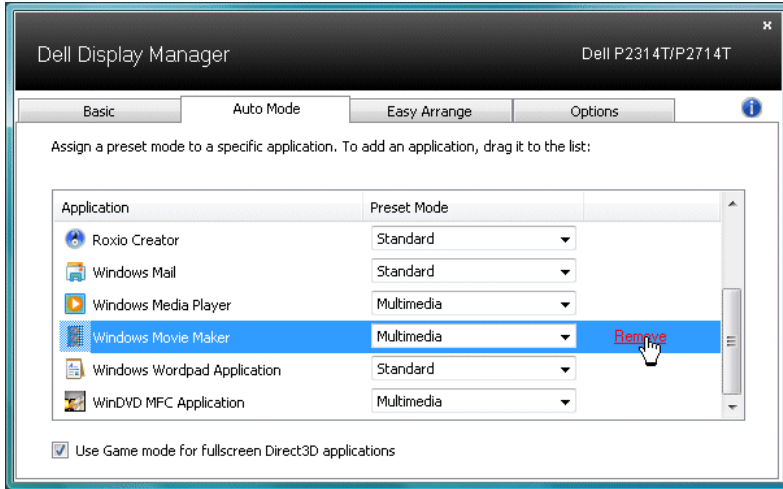 Dell Display Manager
Dell P2314T/P2714T
Basic Auto Mode Easy Arrange Options
Assign a preset mode to a specific application. To add an application, drag it to the list:
Application Preset Mode
Roxio Creator Standard
Windows Mail Standard
Windows Media Player Multimedia
Windows Movie Maker Multimedia Remove
Windows Wordpad Application Standard
WinDVD MFC Application Multimedia
Use Game mode for fullscreen Direct3D applications